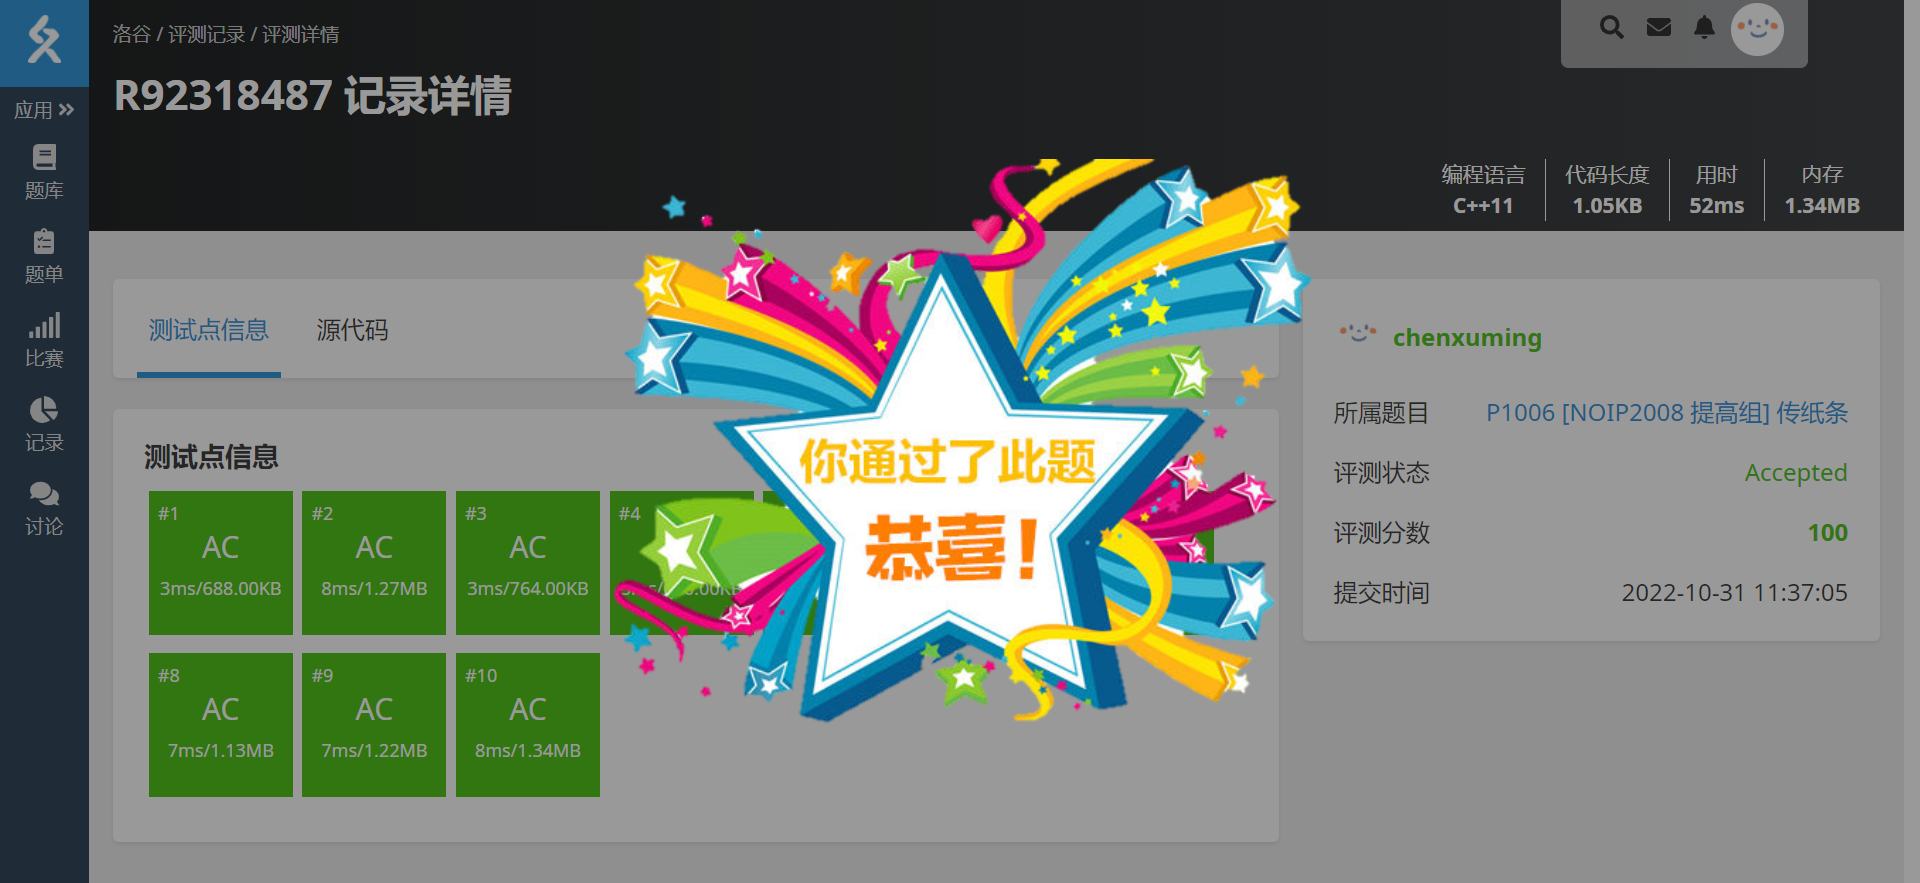 洛谷 / 评测记录 / 评测详情
R92318487 记录详情
应用
题库
题单
比赛
记录
讨论
编程语言
C++11
代码长度
1.05KB
用时
52ms
内存
1.34MB
测试点信息
源代码
测试点信息
#1
AC
3ms/688.00KB
#2
AC
8ms/1.27MB
#3
AC
3ms/764.00KB
#4
#8
AC
7ms/1.13MB
#9
AC
7ms/1.22MB
#10
AC
8ms/1.34MB
你通过了此题
恭喜!
chenxuming
所属题目
P1006 [NOIP2008 提高组] 传纸条
评测状态
Accepted
评测分数
100
提交时间
2022-10-31 11:37:05